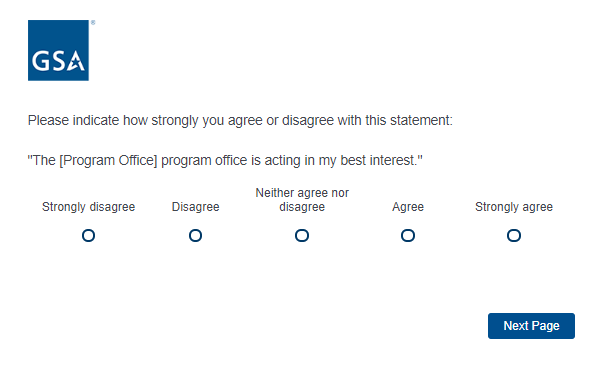 GSA
®
Please indicate how strongly you agree or disagree with this statement:
"The [Program Office] program office is acting in my best interest."
Strongly disagree
Disagree
Neither agree nor
disagree
Agree
Strongly agree
Next Page